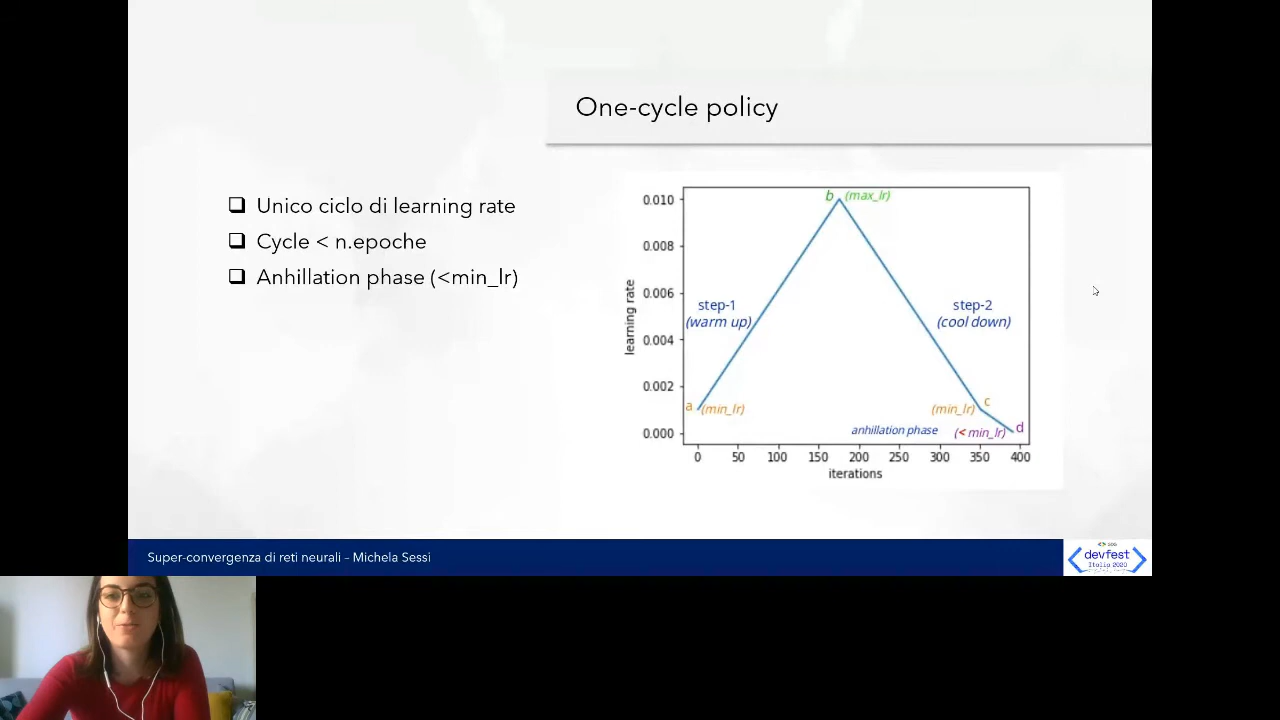 One-cycle policy
❑ Unico ciclo di learning rate
❑ Cycle < n.epoche
❑ Anhillation phase (<min_lr)
learning rate
0.010
0.008
0.006
0.004
0.002
0.000
b (max_lr)
step-1
(warm up)
step-2
(cool down)
a (min_lr)
(min_lr) c
anhillation phase (< min_lr) d
0 50 100 150 200 250 300 350 400
iterations
Super-convergenza di reti neurali – Michela Sessi
devfest
Italia 2020